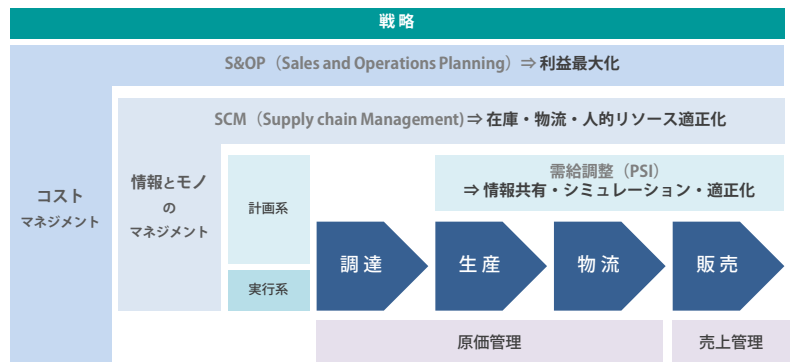 戦略
S&OP（Sales and Operations Planning）⇒ 利益最大化
SCM（Supply chain Management)⇒ 在庫・物流・人的リソース適正化
コスト
マネジメント
情報とモノ
の
マネジメント
計画系
実行系
需給調整（PSI）
⇒ 情報共有・シミュレーション・適正化
調達
生産
物流
販売
原価管理
売上管理